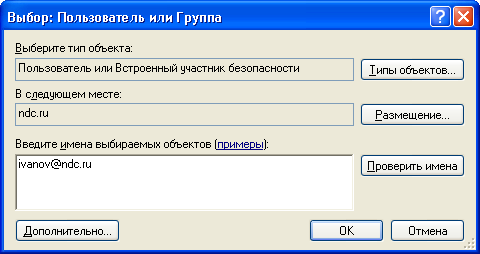 Выбор: Пользователь или Группа
Выберите тип объекта:
Пользователь или Встроенный участник безопасности
Типы объектов...
В следующем месте:
ndc.ru
Размещение...
Введите имена выбираемых объектов (примеры):
ivanov@ndc.ru
Проверить имена
Дополнительно...
OK
Отмена